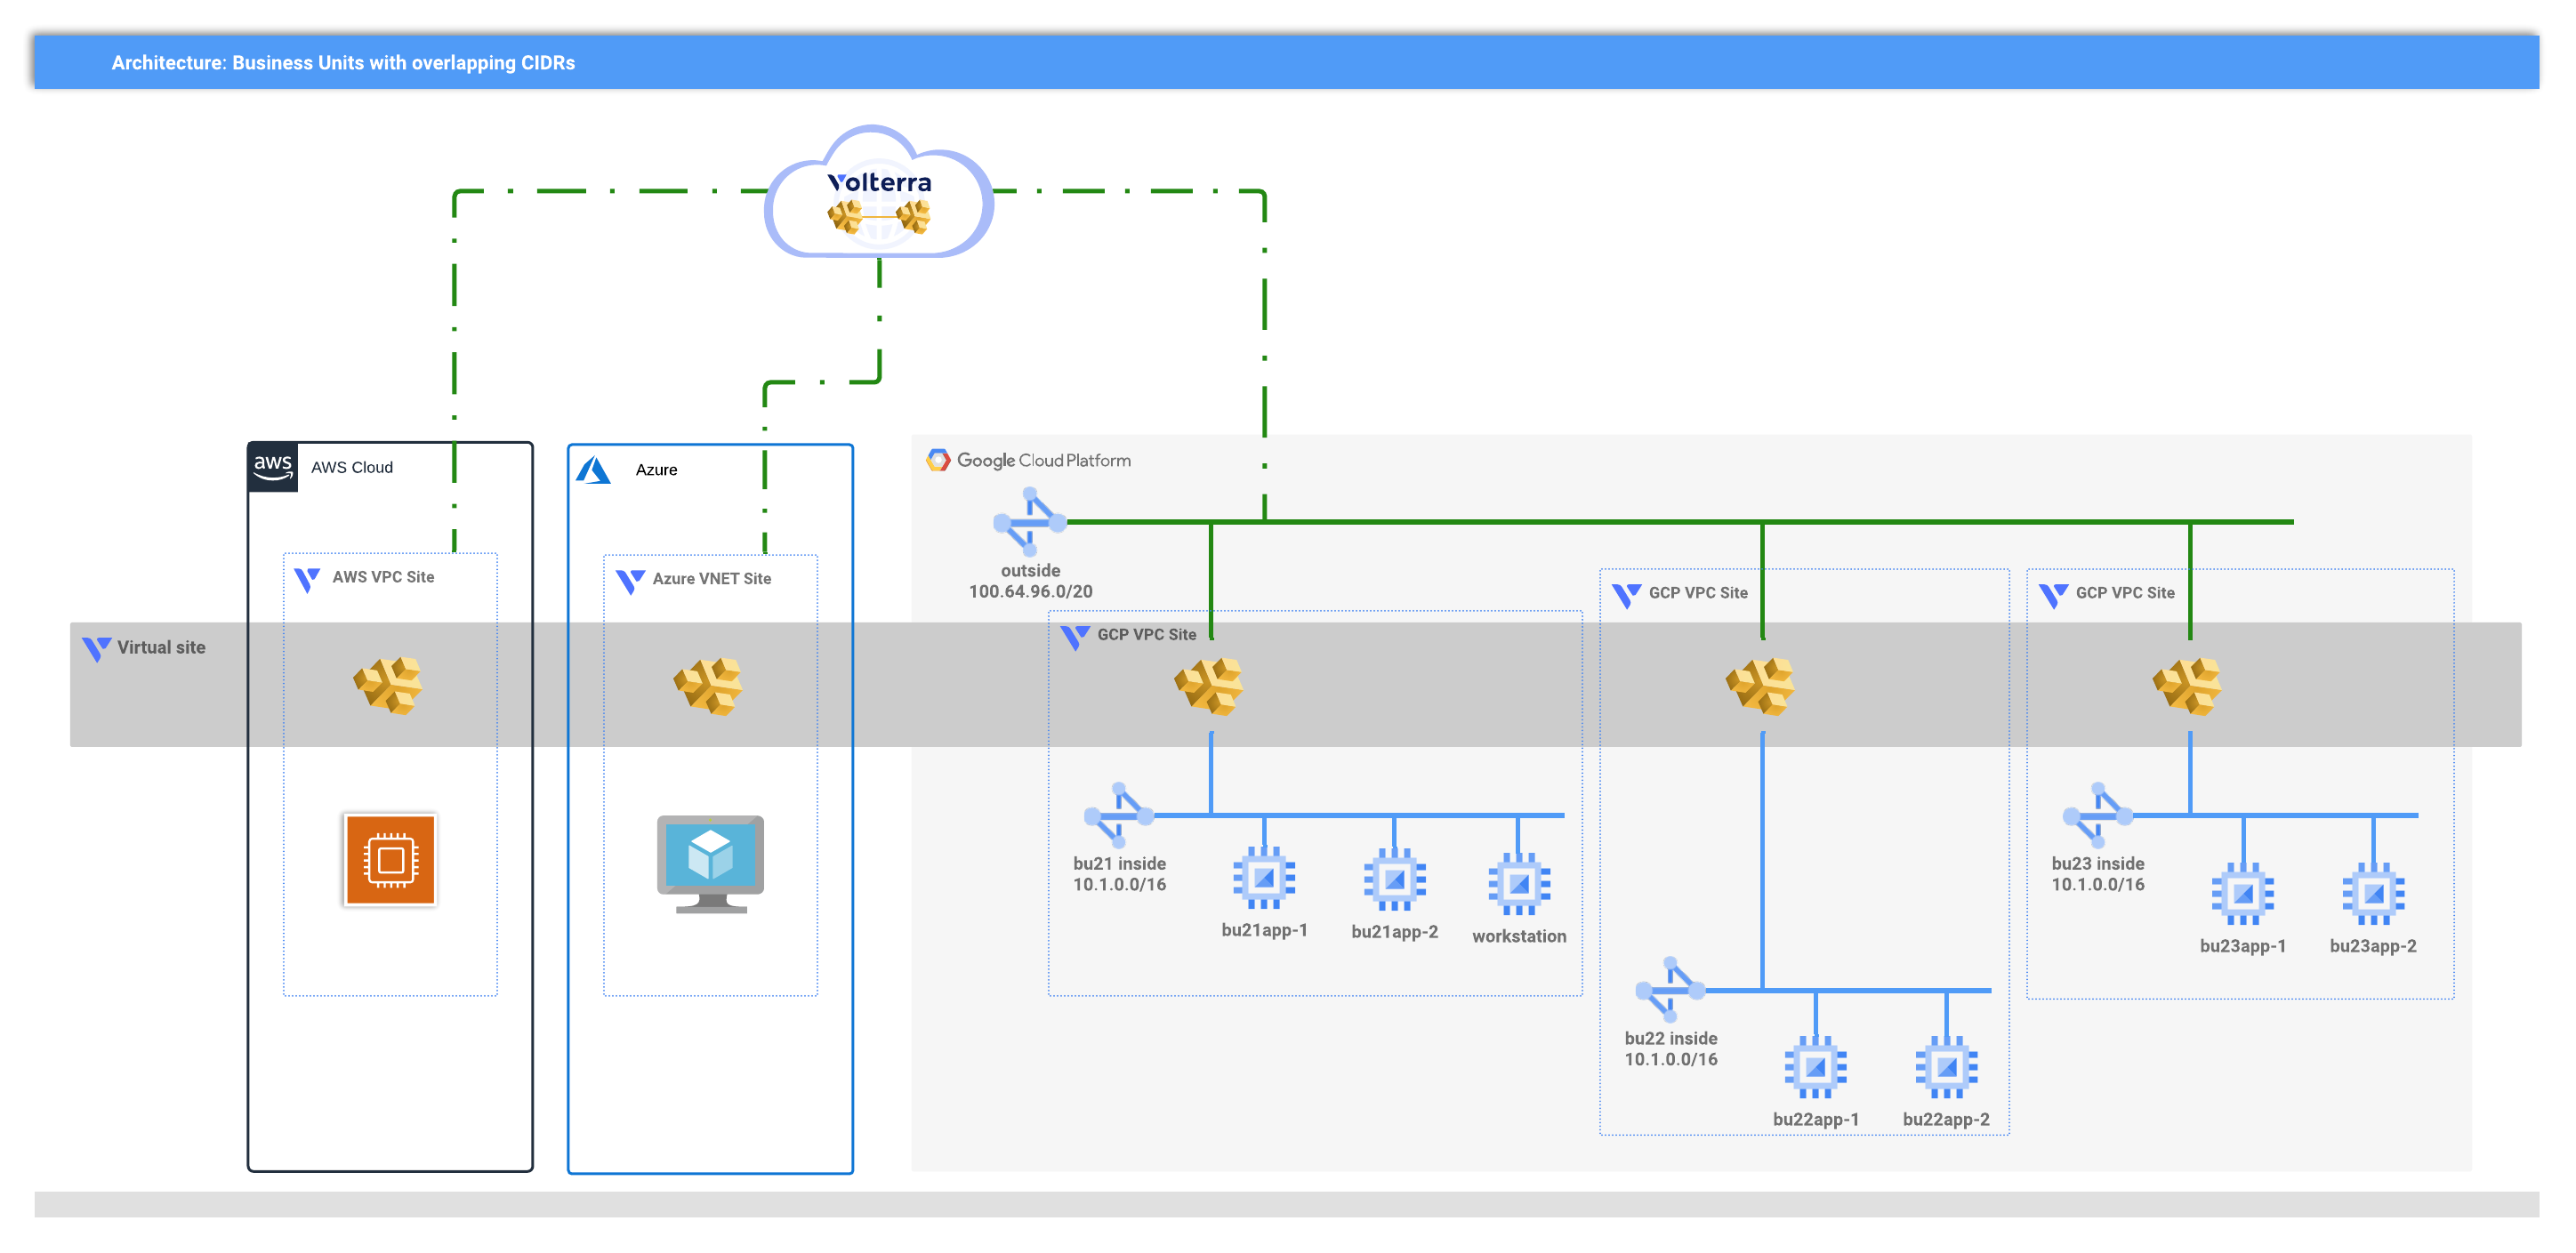 Architecture: Business Units with overlapping CIDRs
Volterra
aws
AWS Cloud
Azure
Google Cloud Platform
outside
100.64.96.0/20
AWS VPC Site
Azure VNET Site
GCP VPC Site
GCP VPC Site
GCP VPC Site
Virtual site
bu21 inside
10.1.0.0/16
bu21app-1
bu21app-2
workstation
bu23 inside
10.1.0.0/16
bu23app-1
bu23app-2
bu22 inside
10.1.0.0/16
bu22app-1
bu22app-2